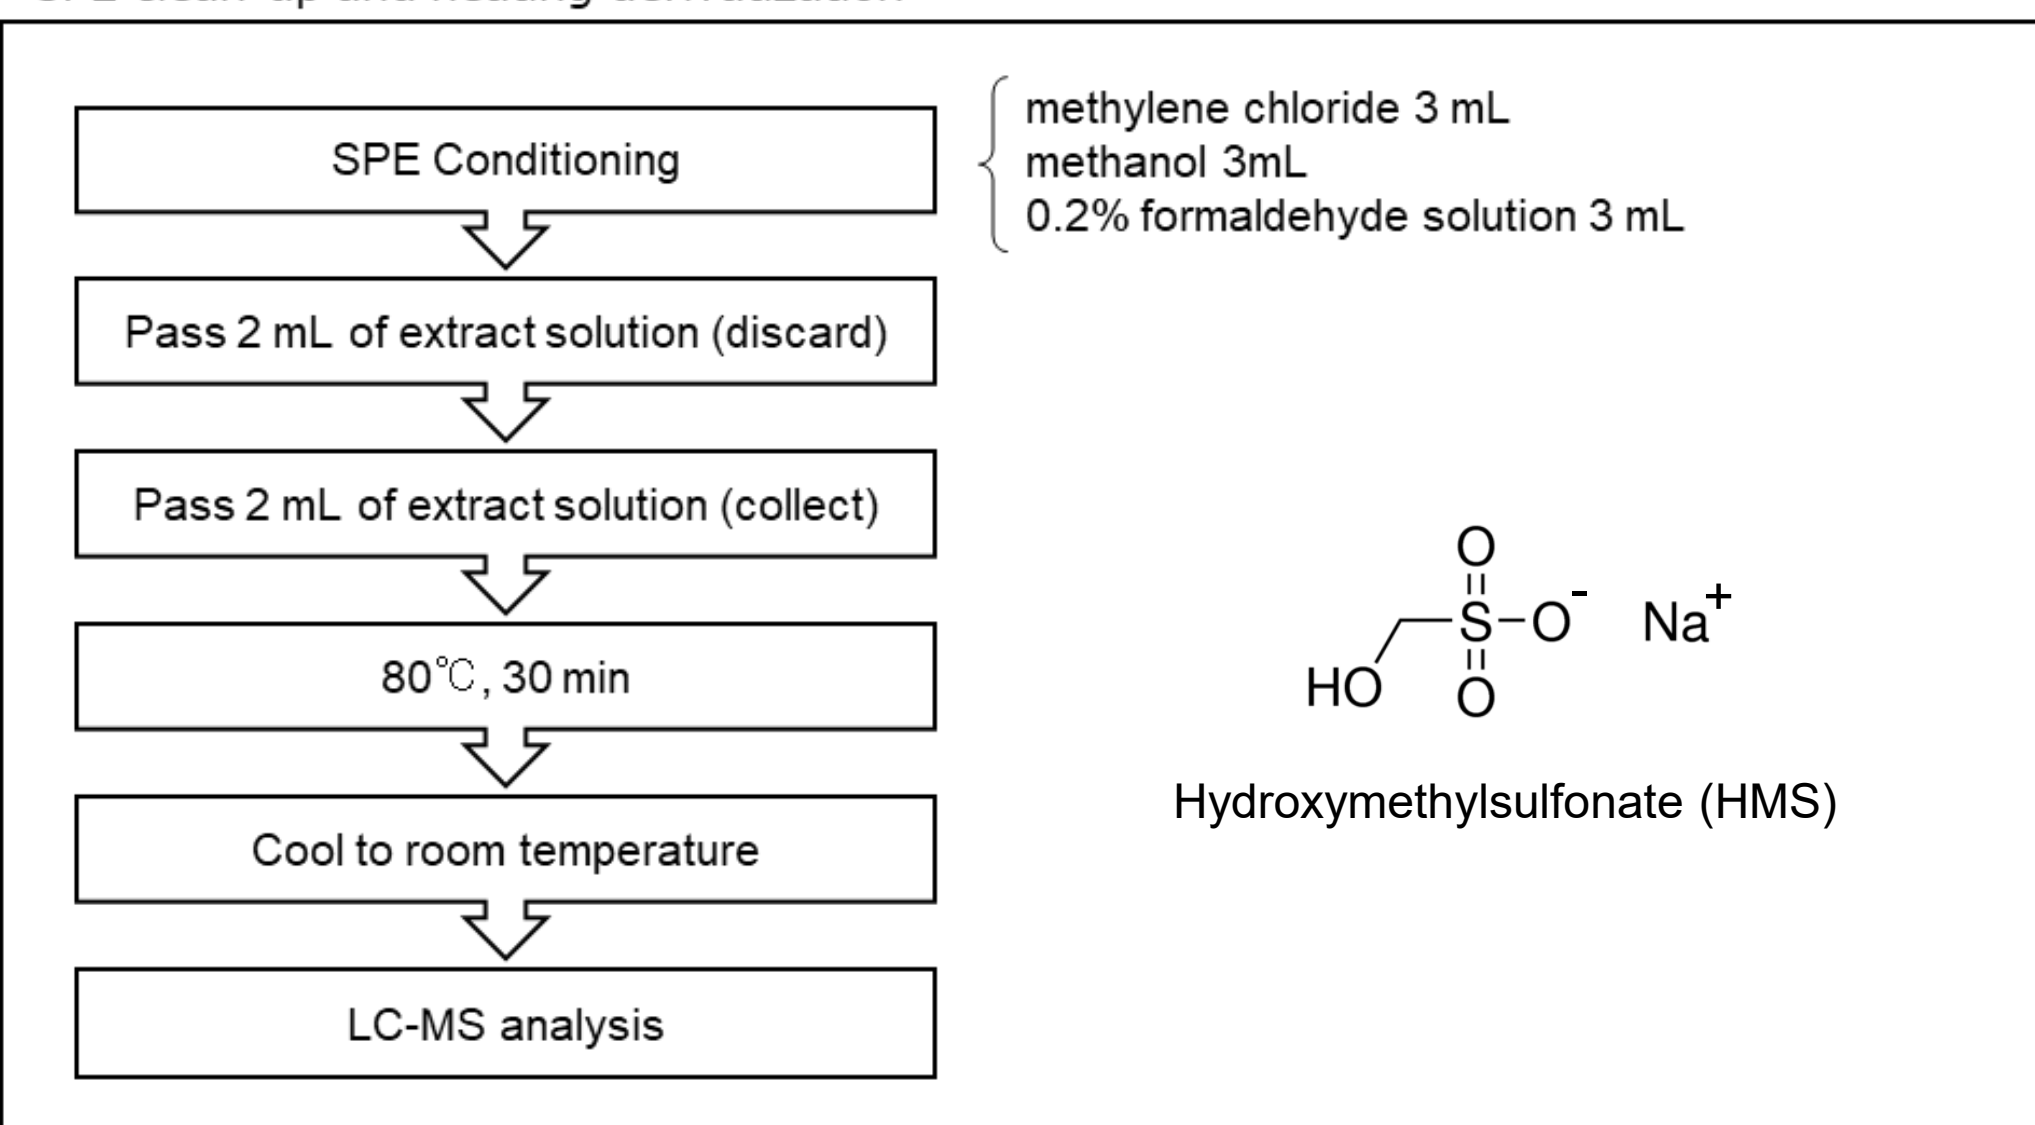 SPE Conditioning
methylene chloride 3 mL
methanol 3mL
0.2% formaldehyde solution 3 mL
Pass 2 mL of extract solution (discard)
Pass 2 mL of extract solution (collect)
80℃, 30 min
Cool to room temperature
LC-MS analysis
O
S-O- Na+
HO
O
Hydroxymethylsulfonate (HMS)